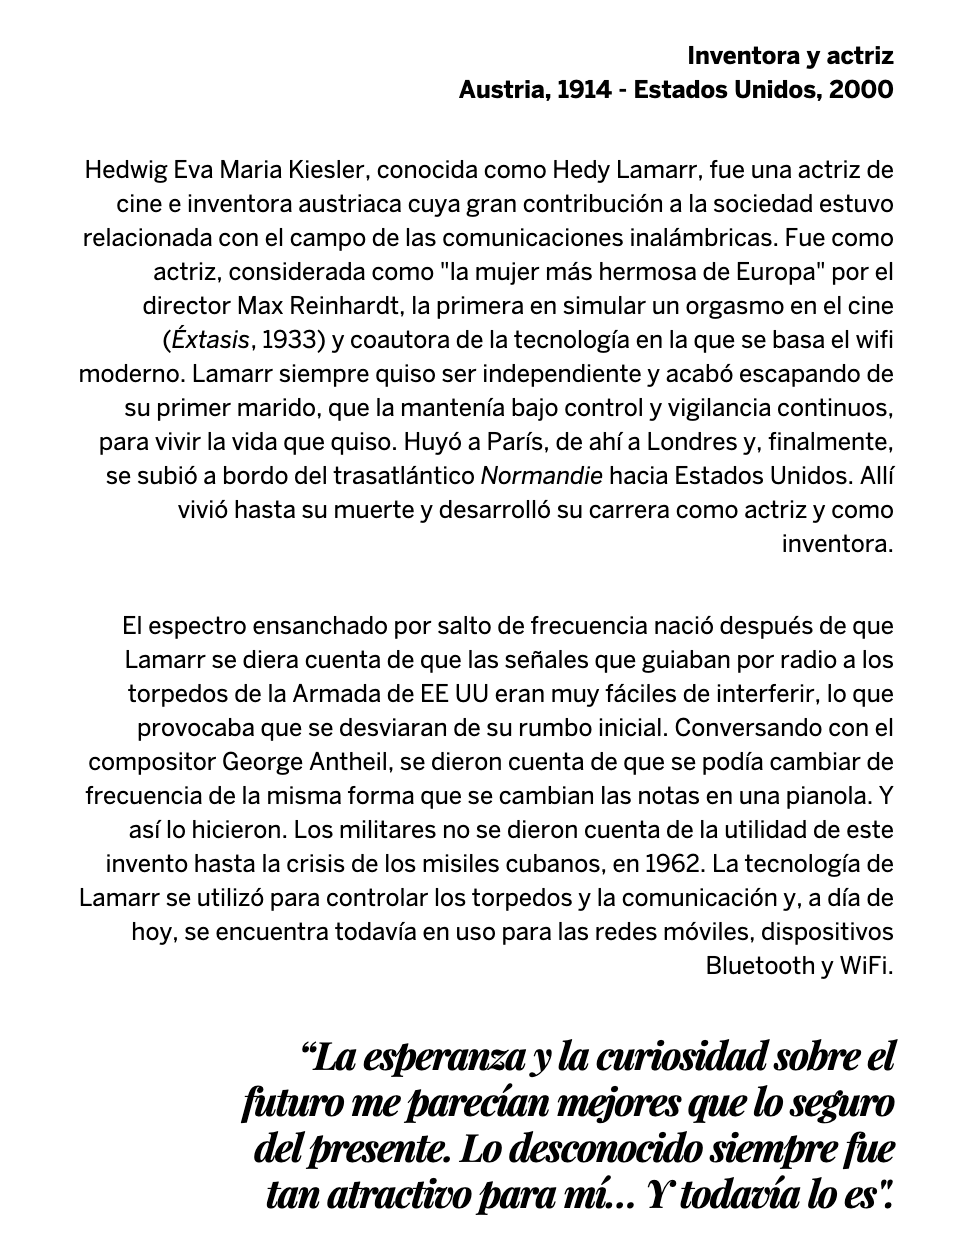 Inventora y actriz
Austria, 1914 - Estados Unidos, 2000
Hedwig Eva Maria Kiesler, conocida como Hedy Lamarr, fue una actriz de
cine e inventora austriaca cuya gran contribución a la sociedad estuvo
relacionada con el campo de las comunicaciones inalámbricas. Fue como
actriz, considerada como "la mujer más hermosa de Europa" por el
director Max Reinhardt, la primera en simular un orgasmo en el cine
(Éxtasis, 1933) y coautora de la tecnología en la que se basa el wifi
moderno. Lamarr siempre quiso ser independiente y acabó escapando de
su primer marido, que la mantenía bajo control y vigilancia continuos,
para vivir la vida que quiso. Huyó a París, de ahí a Londres y, finalmente,
se subió a bordo del trasatlántico Normandie hacia Estados Unidos. Allí
vivió hasta su muerte y desarrolló su carrera como actriz y como
inventora.
El espectro ensanchado por salto de frecuencia nació después de que
Lamarr se diera cuenta de que las señales que guiaban por radio a los
torpedos de la Armada de EE UU eran muy fáciles de interferir, lo que
provocaba que se desviaran de su rumbo inicial. Conversando con el
compositor George Antheil, se dieron cuenta de que se podía cambiar de
frecuencia de la misma forma que se cambian las notas en una pianola. Y
así lo hicieron. Los militares no se dieron cuenta de la utilidad de este
invento hasta la crisis de los misiles cubanos, en 1962. La tecnología de
Lamarr se utilizó para controlar los torpedos y la comunicación y, a día de
hoy, se encuentra todavía en uso para las redes móviles, dispositivos
Bluetooth y WiFi.
“La esperanza y la curiosidad sobre el
futuro me parecían mejores que lo seguro
del presente. Lo desconocido siempre fue
tan atractivo para mí... Y todavía lo es".